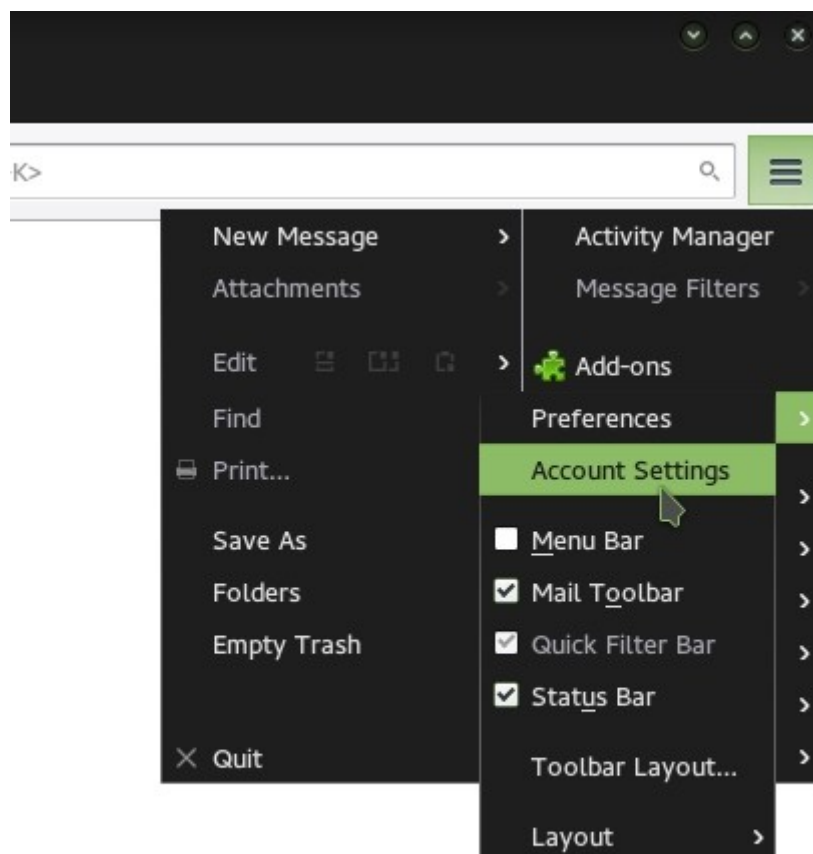 K>
New Message
Activity Manager
Attachments
Message Filters
Edit
Add-ons
Find
Preferences
Print...
Account Settings
Save As
Menu Bar
Folders
Mail Toolbar
Empty Trash
Quick Filter Bar
Status Bar
Quit
Toolbar Layout...
Layout